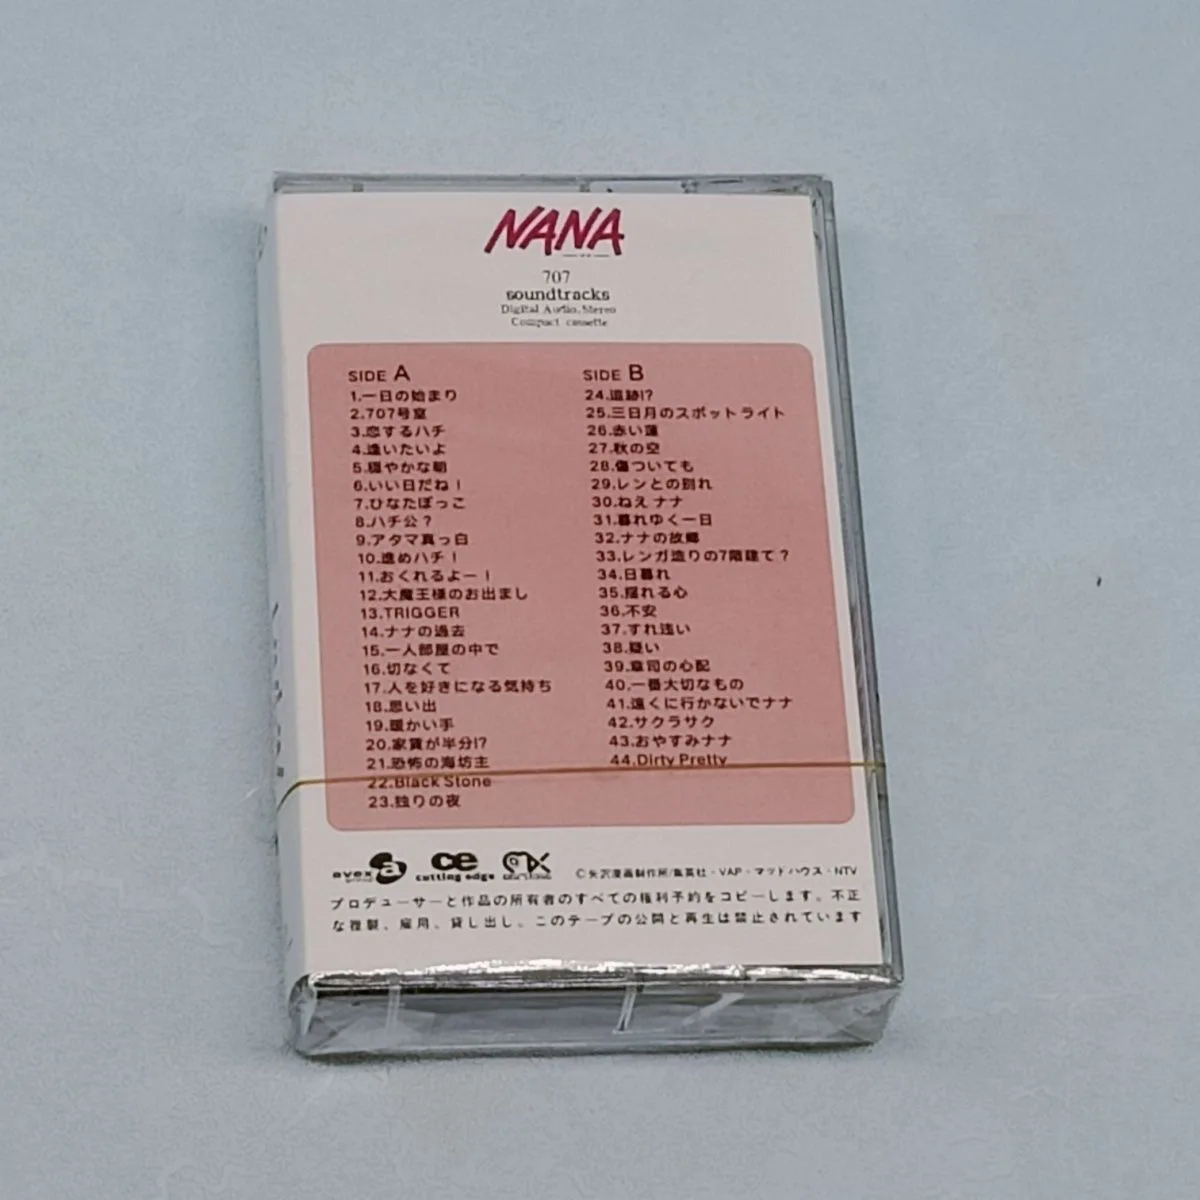 NANA
707
soundtracks
Digital Audio.Stereo
Compact cassette
SIDE A
1.一日の始まり
2.707号室
3.恋するハチ
4.逢いたいよ
5.穏やかな朝
6.いい日だね！
7.ひなたぼっこ
8.ハチ公？
9.アタマ真っ白
10.進めハチ！
11.おくれるよー！
12.大魔王様のお出まし
13.TRIGGER
14.ナナの過去
15.一人部屋の中で
16.切なくて
17.人を好きになる気持ち
18.思い出
19.暖かい手
20.家賃が半分!?
21.恐怖の海坊主
22.Black Stone
23.独りの夜
SIDE B
24.追跡!?
25.三日月のスポットライト
26.赤い蓮
27.秋の空
28.傷ついても
29.レンとの別れ
30.ねえナナ
31.暮れゆく一日
32.ナナの故郷
33.レンガ造りの7階建て？
34.日暮れ
35.揺れる心
36.不安
37.すれ違い
38.疑い
39.章司の心配
40.一番大切なもの
41.遠くに行かないでナナ
42.サクラサク
43.おやすみナナ
44.Dirty Pretty
avex
ce
cutting edge
©矢沢漫画制作所/集英社・VAP・マッドハウス・NTV
プロデューサーと作品の所有者のすべての権利予約をコピーします。不正
な複製、雇用、貸し出し。このテープの公開と再生は禁止されています